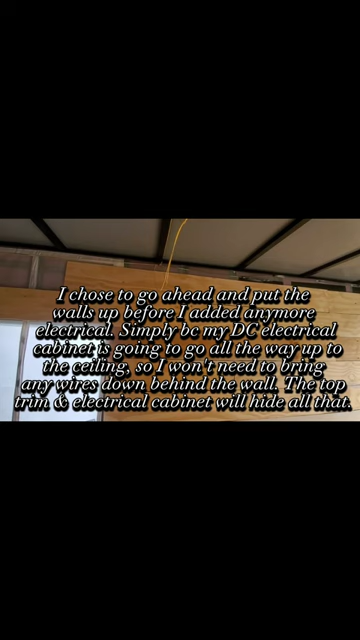 I chose to go ahead and put the
walls up before I added anymore
electrical. Simply bc my DC electrical
cabinet is going to go all the way up to
the ceiling, so I won't need to bring
any wires down behind the wall. The top
trim & electrical cabinet will hide all that.